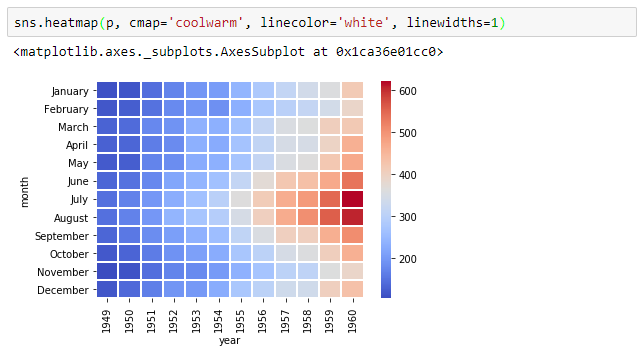 sns.heatmap(p, cmap='coolwarm', linecolor='white', linewidths=1)
<matplotlib.axes._subplots.AxesSubplot at 0x1ca36e01cc0>
January
February
March
April
May
June
July
August
September
October
November
December
month
1949 1950 1951 1952 1953 1954 1955 1956 1957 1958 1959 1960
year
600
500
400
300
200